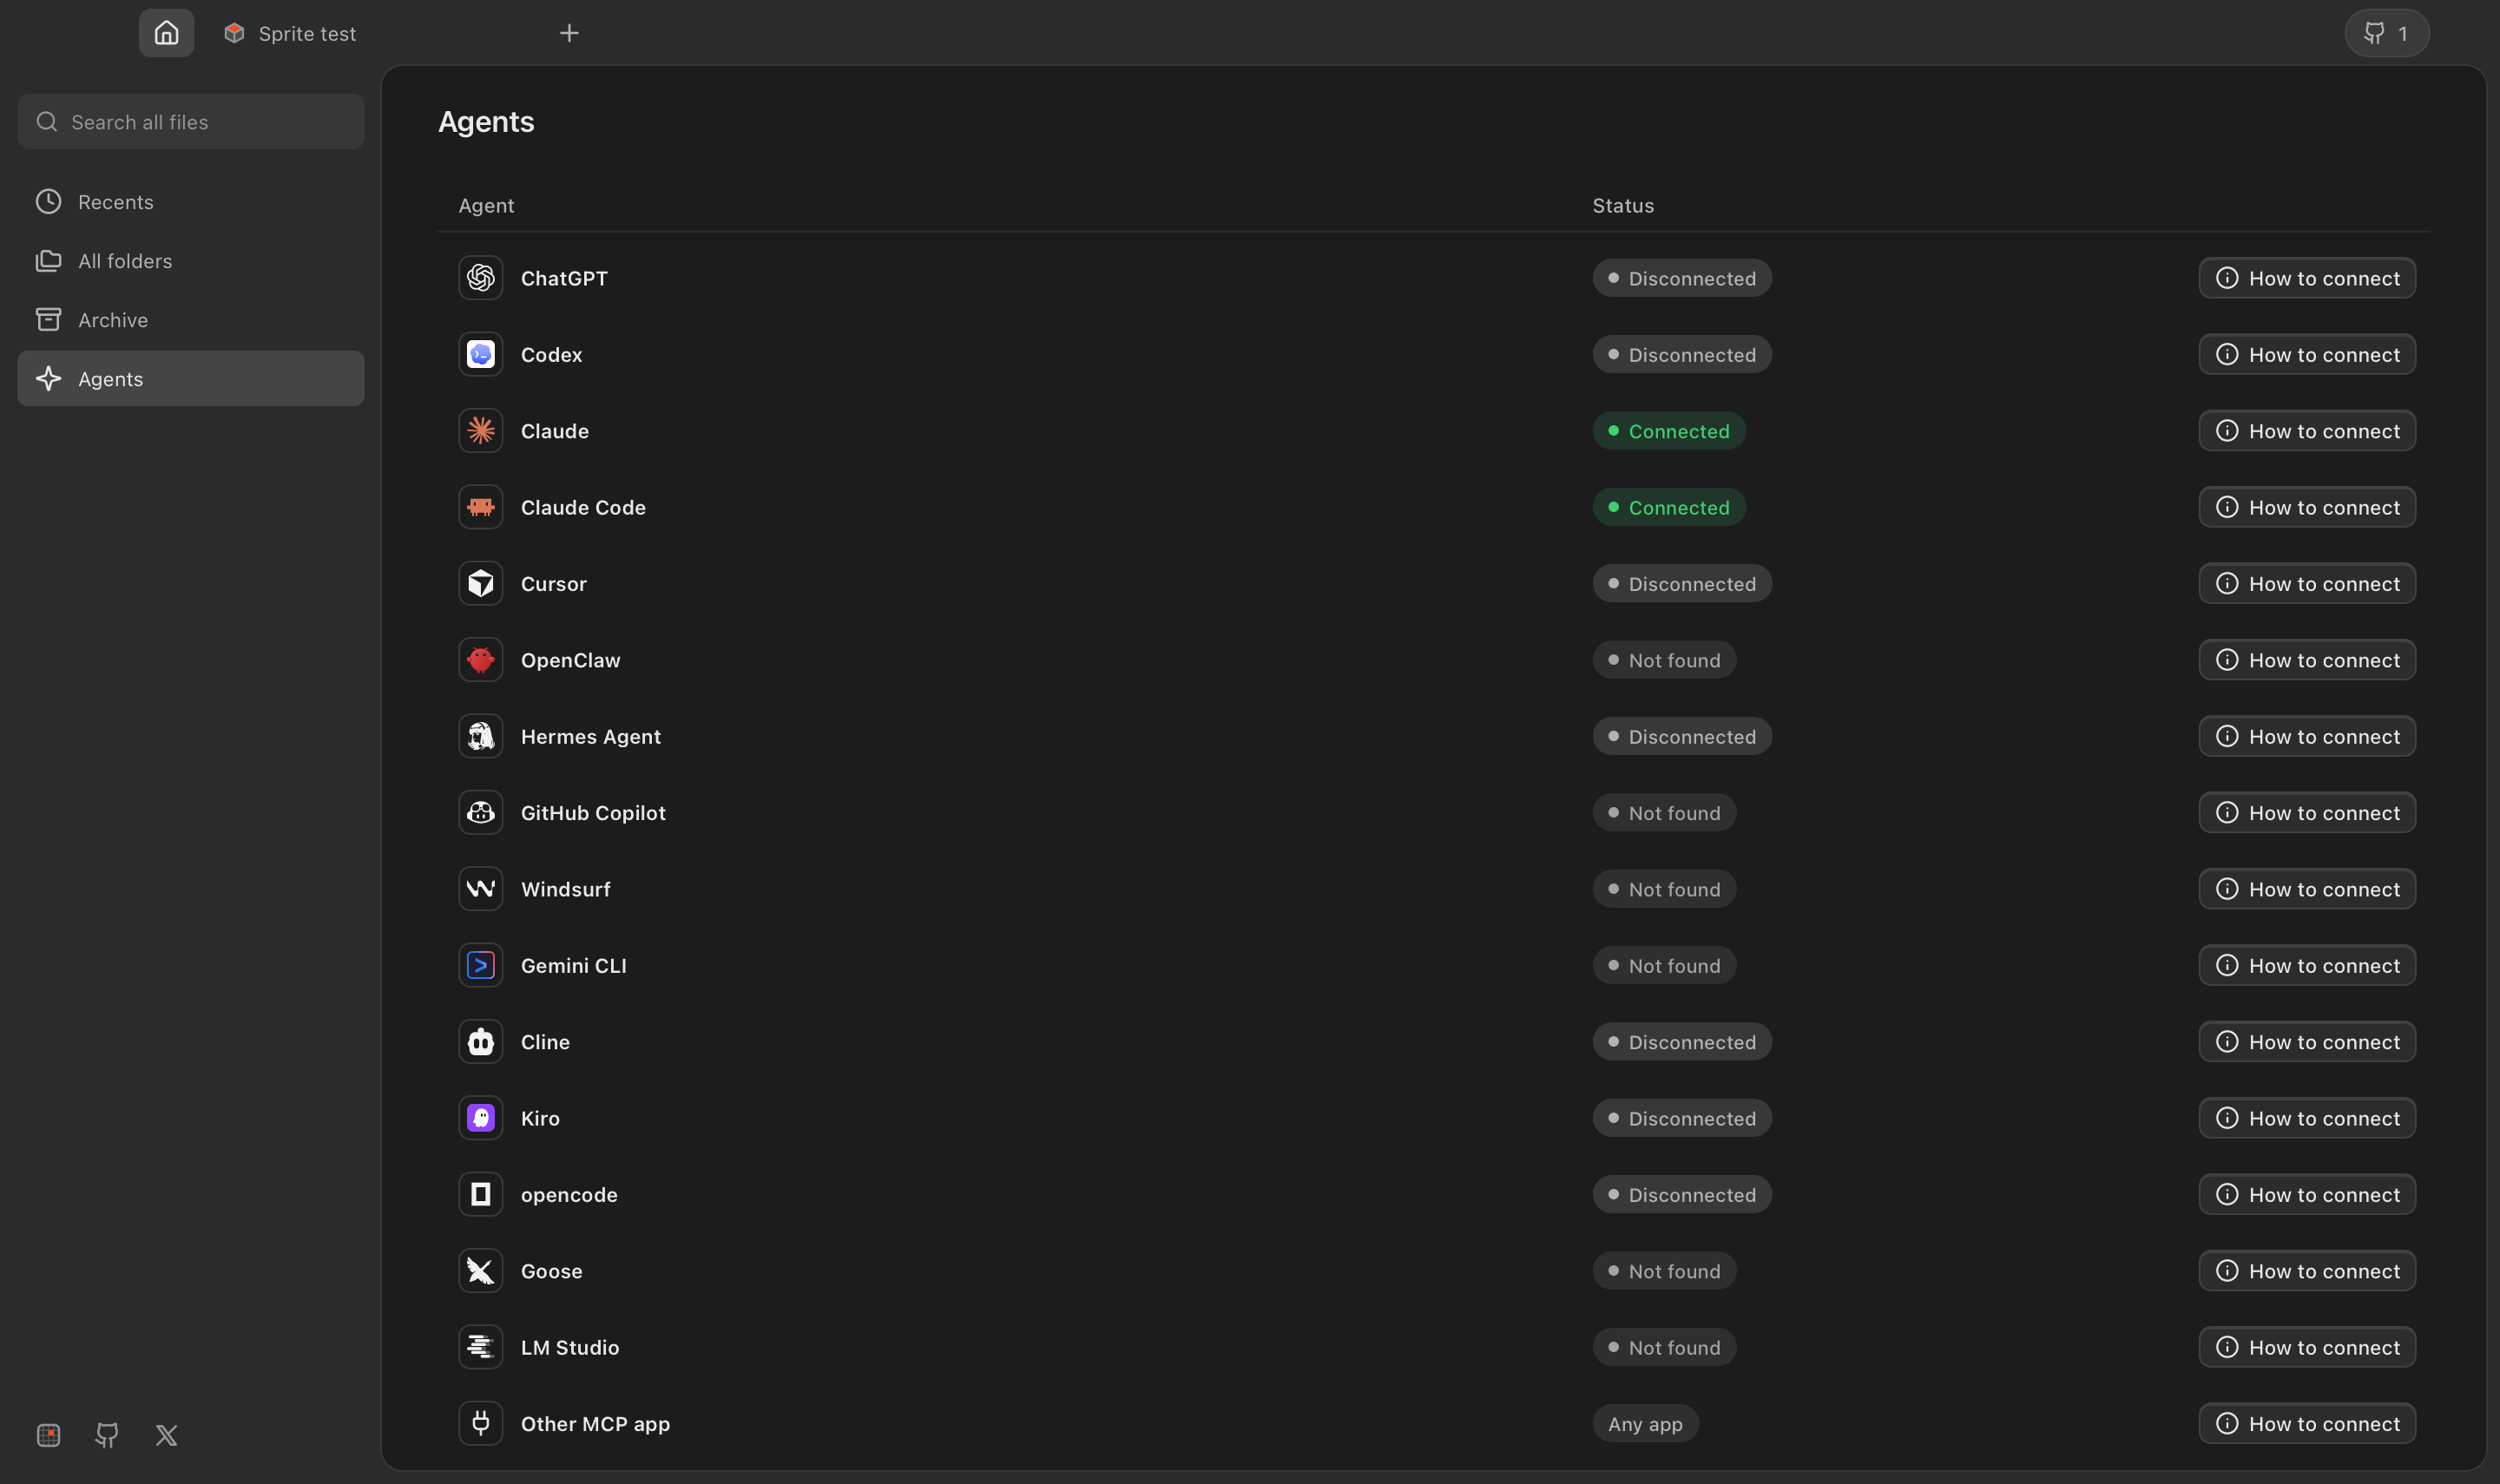 Sprite test
1
Search all files
Recents
All folders
Archive
Agents
Agents
Agent Status
ChatGPT Disconnected How to connect
Codex Disconnected How to connect
Claude Connected How to connect
Claude Code Connected How to connect
Cursor Disconnected How to connect
OpenClaw Not found How to connect
Hermes Agent Disconnected How to connect
GitHub Copilot Not found How to connect
Windsurf Not found How to connect
Gemini CLI Not found How to connect
Cline Disconnected How to connect
Kiro Disconnected How to connect
opencode Disconnected How to connect
Goose Not found How to connect
LM Studio Not found How to connect
Other MCP app Any app How to connect